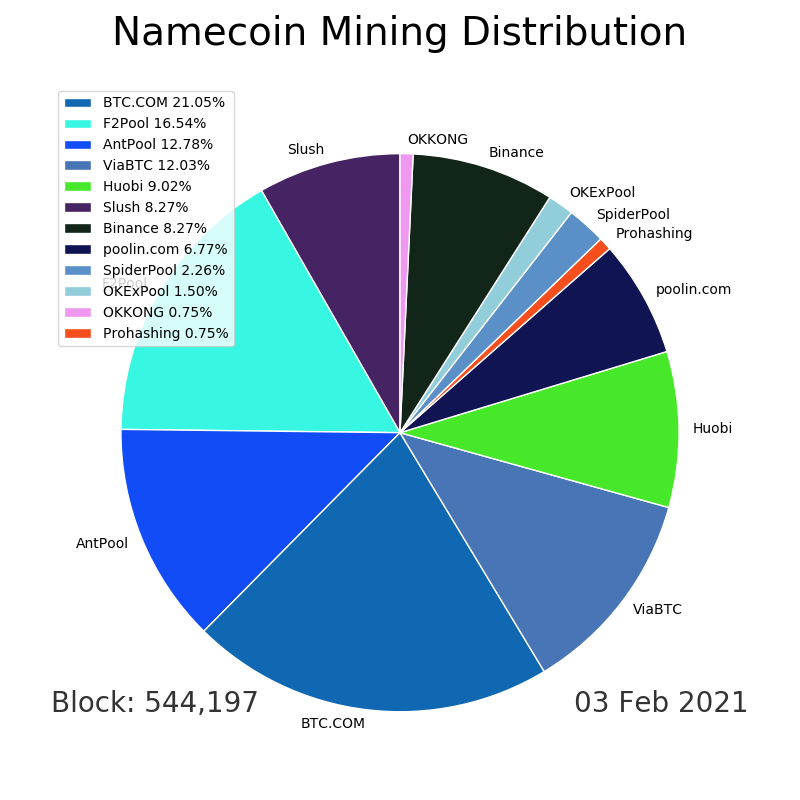 Namecoin Mining Distribution
BTC.COM 21.05%
F2Pool 16.54%
AntPool 12.78%
ViaBTC 12.03%
Huobi 9.02%
Slush 8.27%
Binance 8.27%
poolin.com 6.77%
SpiderPool 2.26%
OKExPool 1.50%
OKKONG 0.75%
Prohashing 0.75%
Slush
OKKONG
Binance
OKExPool
SpiderPool
Prohashing
F2Pool
poolin.com
Huobi
AntPool
ViaBTC
BTC.COM
Block: 544,197
03 Feb 2021